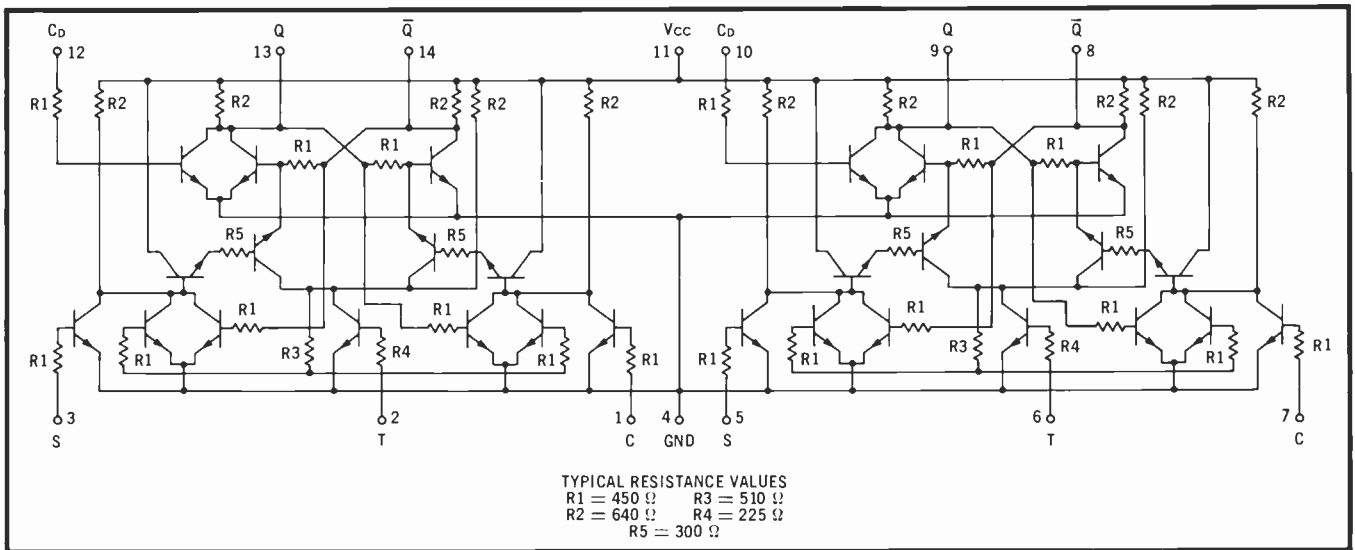 CD Q Q̅ VCC CD Q Q̅
12 13 14 11 10 9 8
R1 R2 R2 R2 R2 R2 R1 R2 R2 R2 R2 R2
R1 R1 R1 R1
R5 R5 R5 R5
R1 R1 R1 R1
R1 R1 R3 R4 R1 R1 R1 R1 R3 R4 R1 R1
3 2 1 4 5 6 7
S T C GND S T C
TYPICAL RESISTANCE VALUES
R1 = 450 Ω R3 = 510 Ω
R2 = 640 Ω R4 = 225 Ω
R5 = 300 Ω